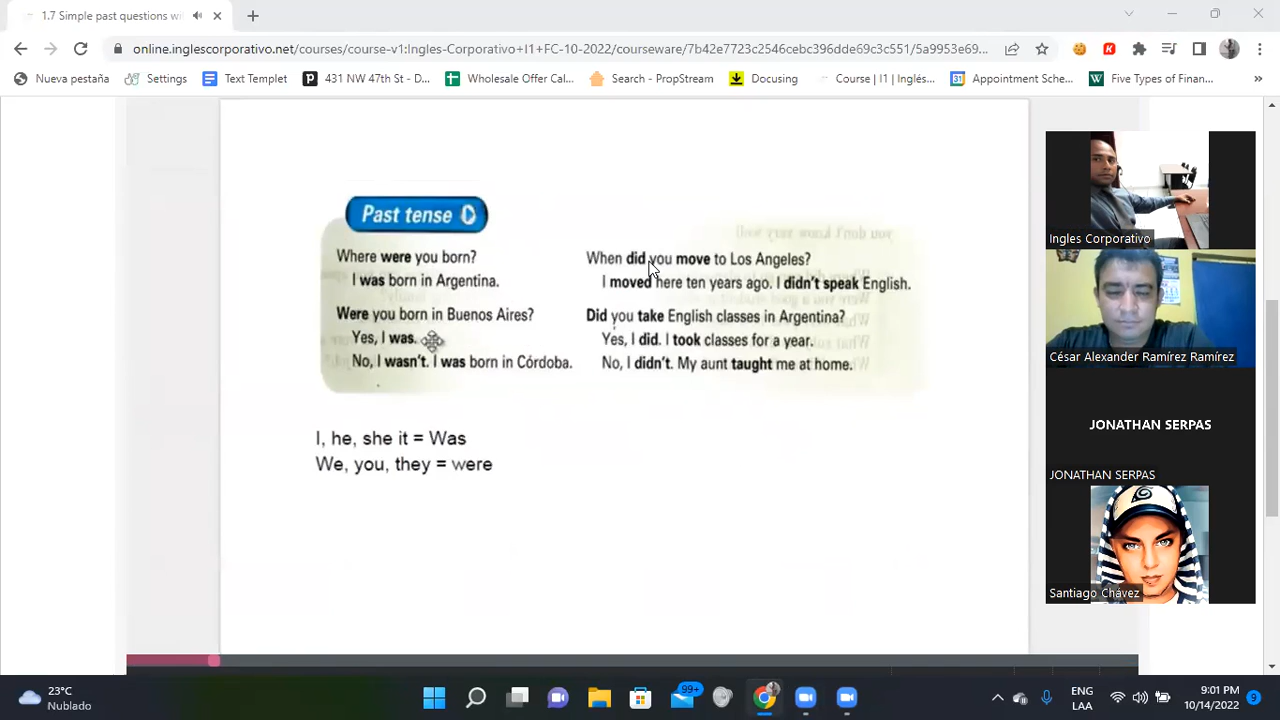 1.7 Simple past questions w
online.inglescorporativo.net/courses/course-v1:Ingles-Corporativo+I1+FC-10-2022/courseware/7b42e7723c2546cebc396dde69c3c551/5a9953e69...
Nueva pestaña
Settings
Text Templet
431 NW 47th St - D...
Wholesale Offer Cal...
Search - PropStream
Docusing
Course | I1 | Ingles...
Appointment Sche...
Five Types of Finan...
Past tense
Where were you born?
I was born in Argentina.
Were you born in Buenos Aires?
Yes, I was.
No, I wasn't. I was born in Córdoba.
When did you move to Los Angeles?
I moved here ten years ago. I didn't speak English.
Did you take English classes in Argentina?
Yes, I did. I took classes for a year.
No, I didn't. My aunt taught me at home.
I, he, she it = Was
We, you, they = were
Ingles Corporativo
César Alexander Ramírez Ramírez
JONATHAN SERPAS
JONATHAN SERPAS
Santiago Chávez
23°C
Nublado
99+
ENG
LAA
9:01 PM
10/14/2022
9